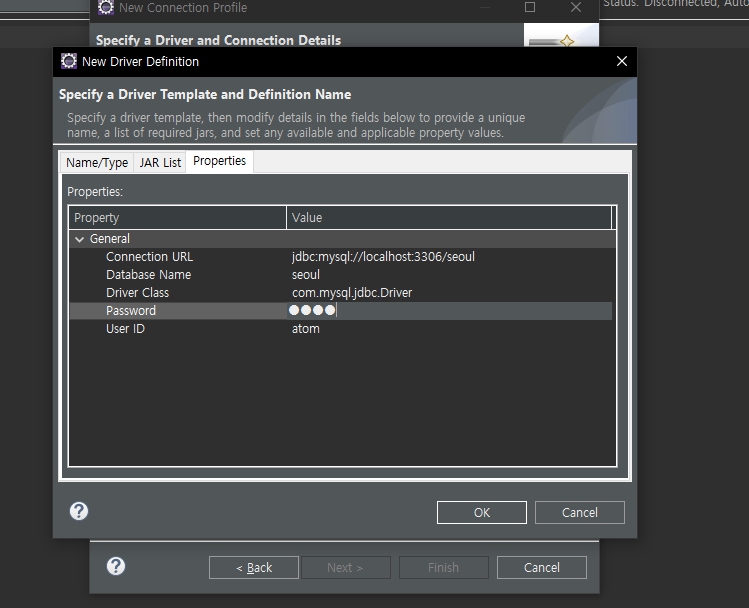 New Connection Profile
Status: Disconnected, Auto
Specify a Driver and Connection Details
New Driver Definition
Specify a Driver Template and Definition Name
Specify a driver template, then modify details in the fields below to provide a unique
name, a list of required jars, and set any available and applicable property values.
Name/Type JAR List Properties
Properties:
Property Value
General
Connection URL jdbc:mysql://localhost:3306/seoul
Database Name seoul
Driver Class com.mysql.jdbc.Driver
Password ●●●●
User ID atom
OK Cancel
< Back Next > Finish Cancel